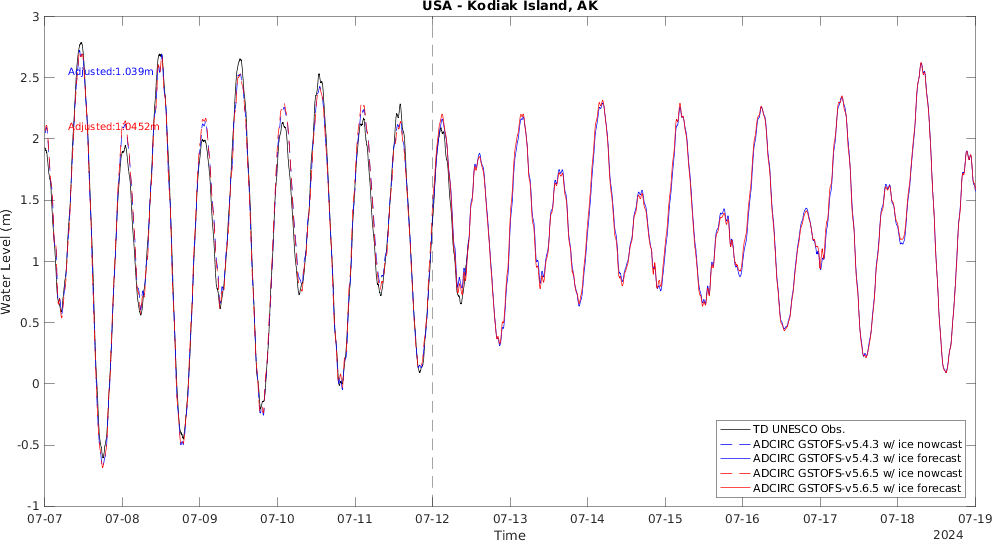 USA - Kodiak Island, AK
3
2.5
2
1.5
1
0.5
0
-0.5
-1
Water Level (m)
Adjusted:1.039m
Adjusted:1.0452m
TD UNESCO Obs.
ADCIRC GSTOFS-v5.4.3 w/ ice nowcast
ADCIRC GSTOFS-v5.4.3 w/ ice forecast
ADCIRC GSTOFS-v5.6.5 w/ ice nowcast
ADCIRC GSTOFS-v5.6.5 w/ ice forecast
07-07 07-08 07-09 07-10 07-11 07-12 07-13 07-14 07-15 07-16 07-17 07-18 07-19
Time
2024